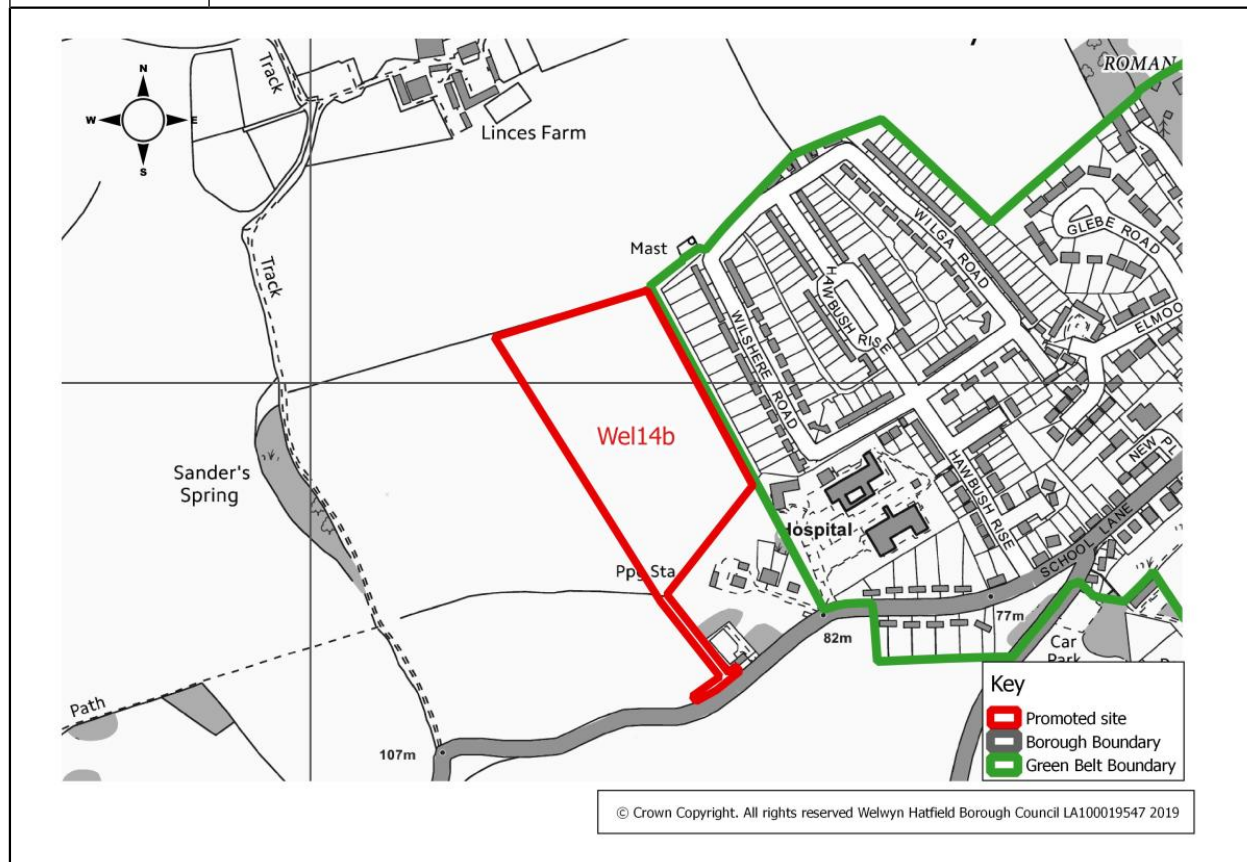 N
W
E
S
Track
Linces Farm
ROMAN
Track
Mast
WILGA ROAD
GLEBE ROAD
HAWBUSH RISE
WILSHERE ROAD
ELMOO
Wel14b
Sander's
Spring
HAWBUSH RISE
NEW PL
Hospital
SCHOOL LANE
Ppg Sta
82m
77m
Car
Park
Path
107m
Key
Promoted site
Borough Boundary
Green Belt Boundary
© Crown Copyright. All rights reserved Welwyn Hatfield Borough Council LA100019547 2019